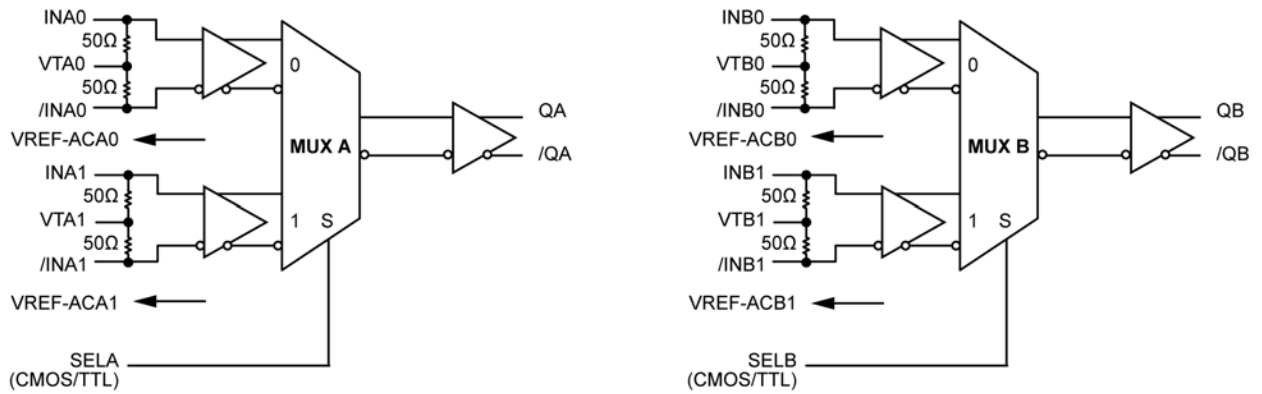 INA0
50Ω
VTA0
50Ω
/INA0
VREF-ACA0
INA1
50Ω
VTA1
50Ω
/INA1
VREF-ACA1
SELA
(CMOS/TTL)
0
MUX A
1 S
QA
/QA
INB0
50Ω
VTB0
50Ω
/INB0
VREF-ACB0
INB1
50Ω
VTB1
50Ω
/INB1
VREF-ACB1
SELB
(CMOS/TTL)
0
MUX B
1 S
QB
/QB